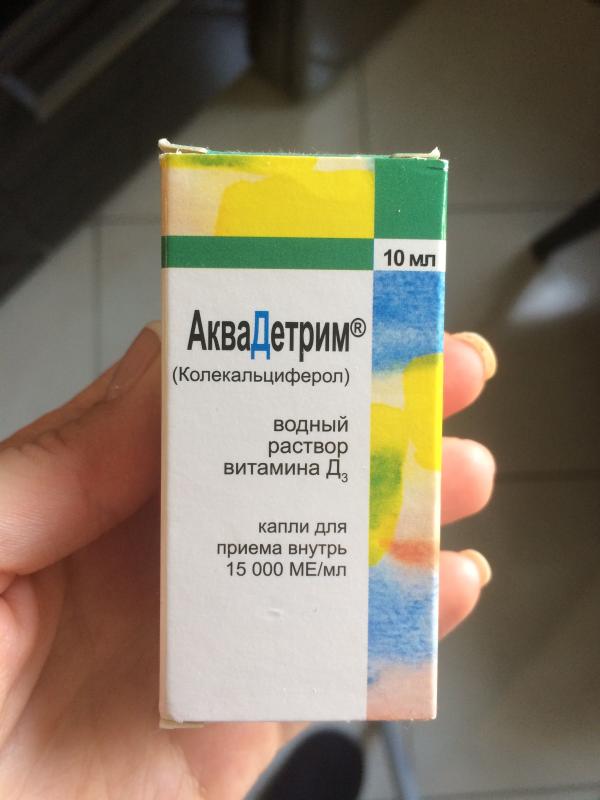 10 мл
АкваДетрим®
(Колекальциферол)
водный
раствор
витамина Д₃
капли для
приема внутрь
15 000 МЕ/мл